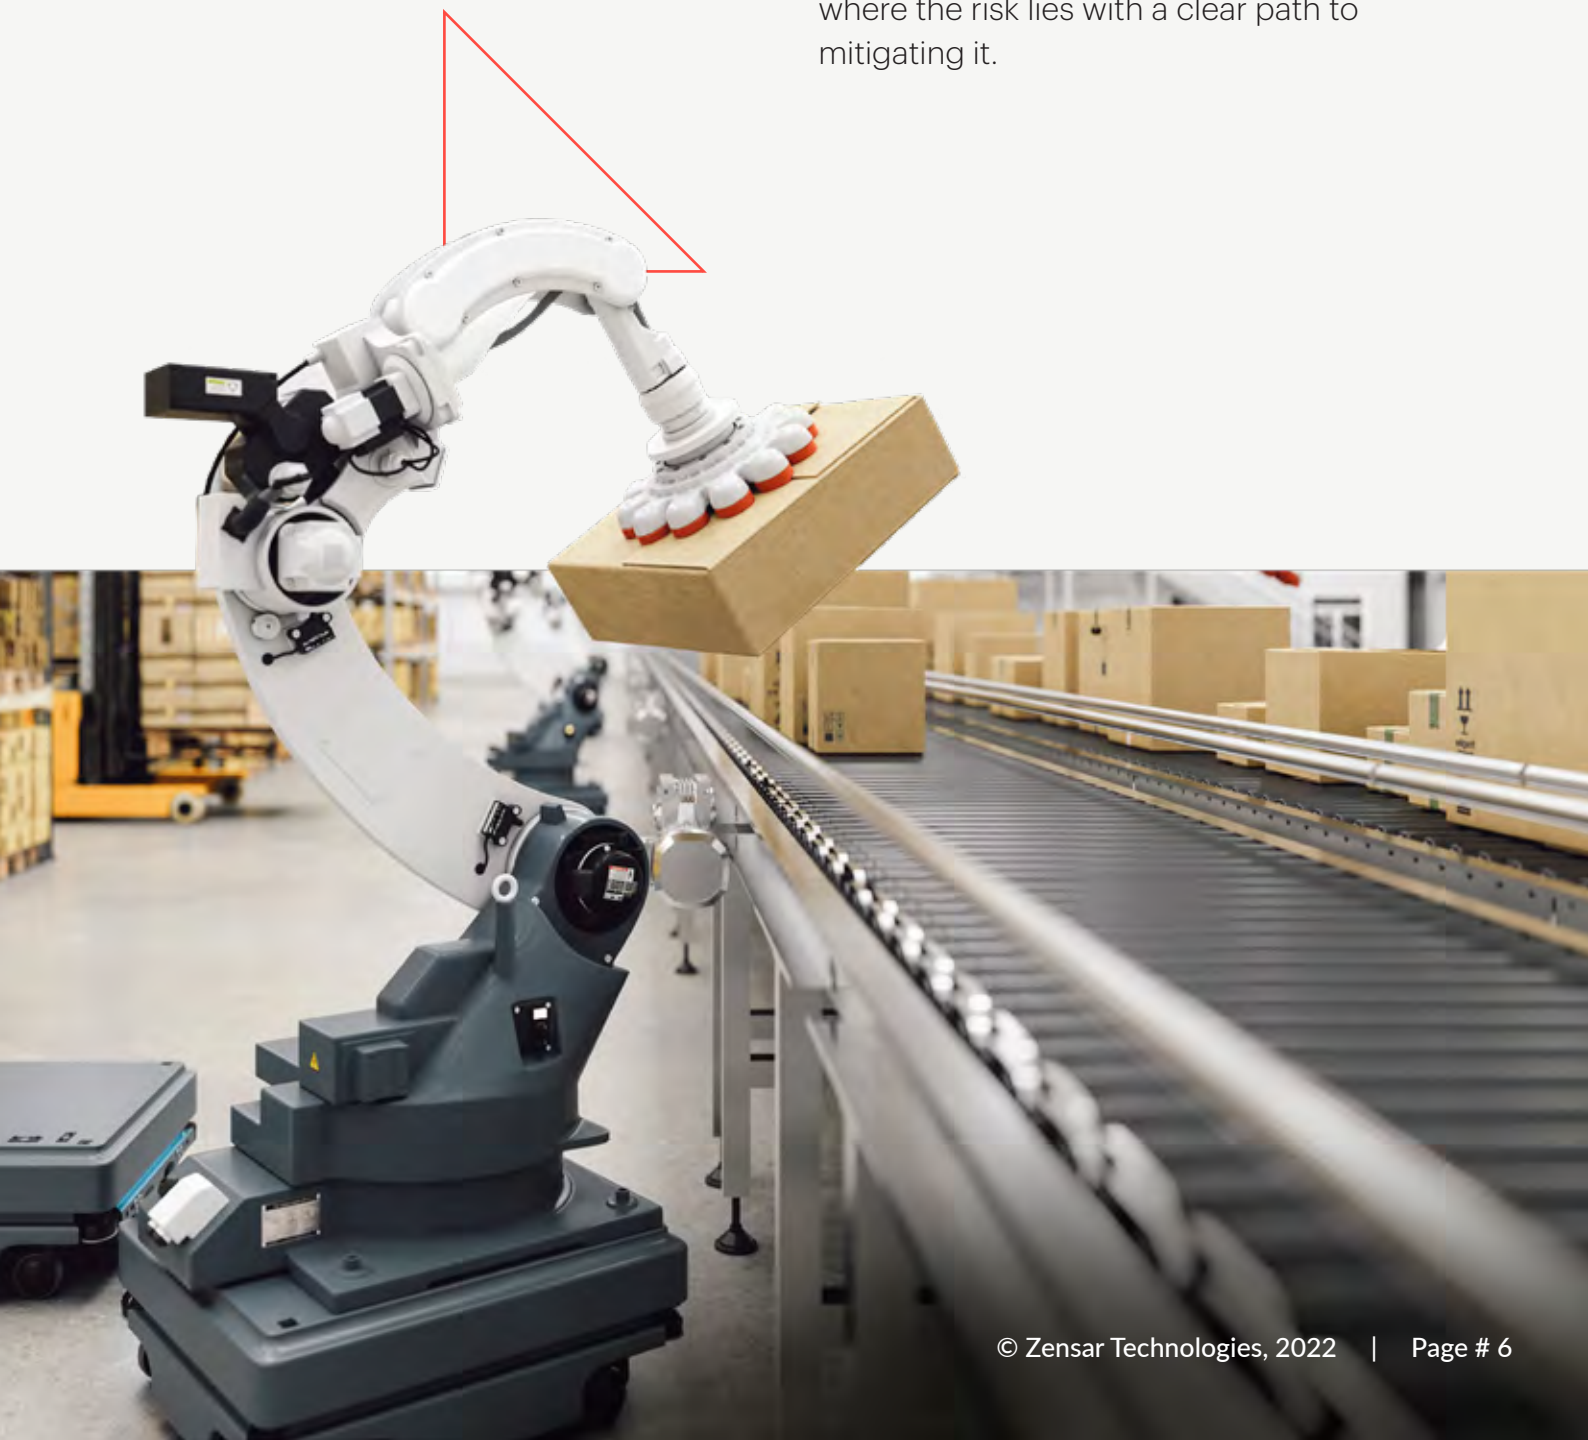 where the risk lies with a clear path to
mitigating it.
© Zensar Technologies, 2022 | Page # 6